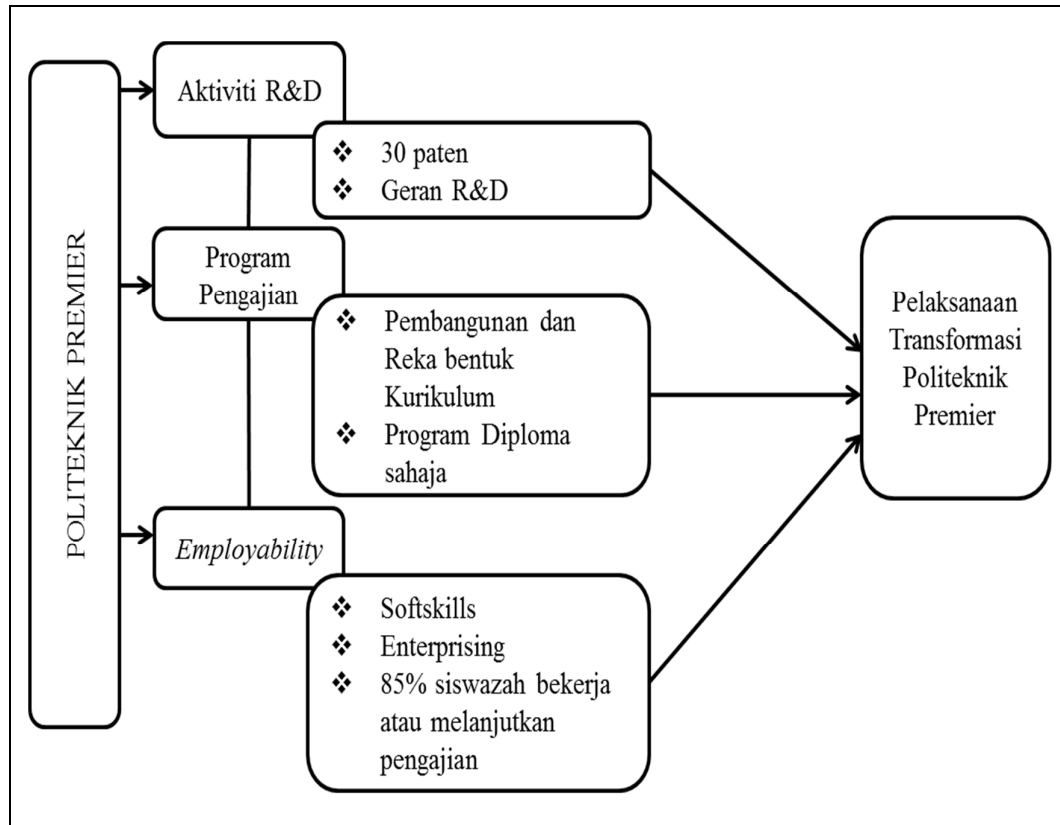 POLITEKNIK PREMIER
Aktiviti R&D
❖ 30 paten
❖ Geran R&D
Program
Pengajian
❖ Pembangunan dan
Reka bentuk
Kurikulum
❖ Program Diploma
sahaja
Employability
❖ Softskills
❖ Enterprising
❖ 85% siswazah bekerja
atau melanjutkan
pengajian
Pelaksanaan
Transformasi
Politeknik
Premier